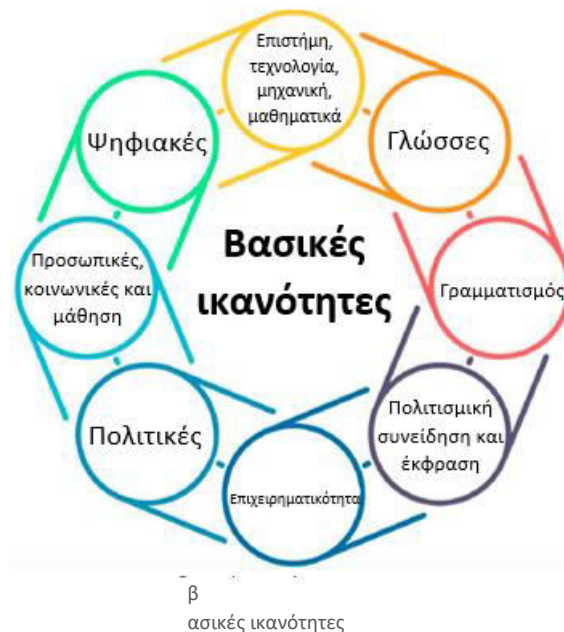 Επιστήμη,
τεχνολογία,
μηχανική,
μαθηματικά
Γλώσσες
Γραμματισμός
Πολιτισμική
συνείδηση και
έκφραση
Επιχειρηματικότητα
Πολιτικές
Προσωπικές,
κοινωνικές και
μάθηση
Ψηφιακές
Βασικές
ικανότητες
β
ασικές ικανότητες